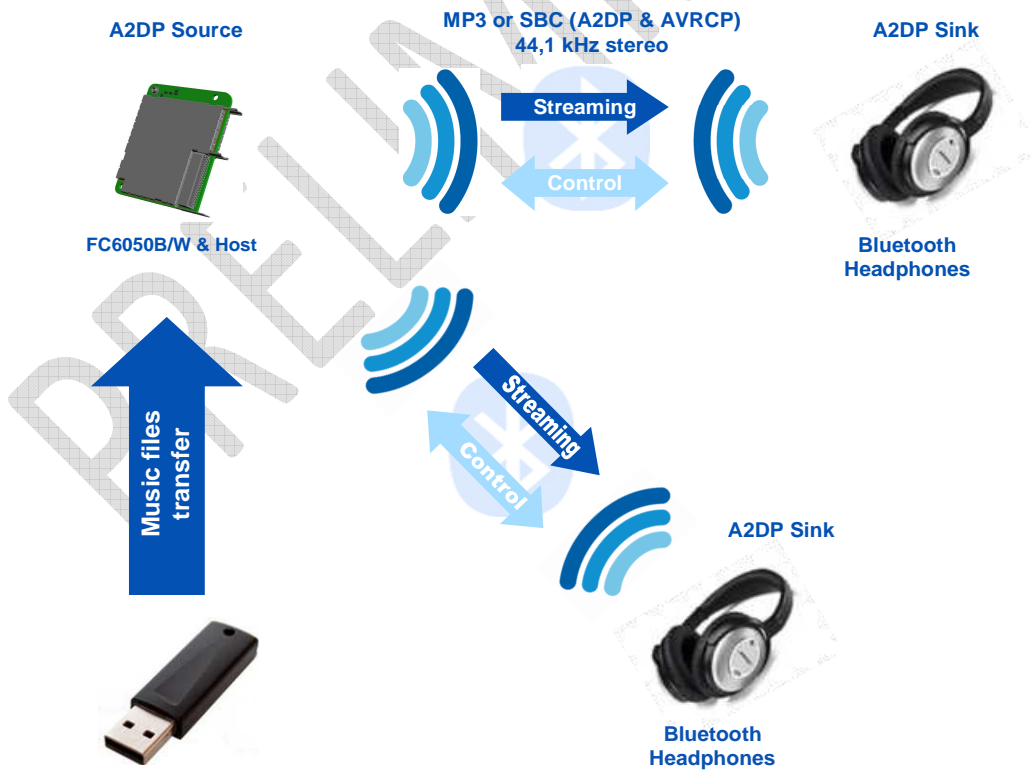 A2DP Source
MP3 or SBC (A2DP & AVRCP)
44,1 kHz stereo
A2DP Sink
Streaming
Control
FC6050B/W & Host
Bluetooth
Headphones
Streaming
Control
Music files
transfer
A2DP Sink
Bluetooth
Headphones